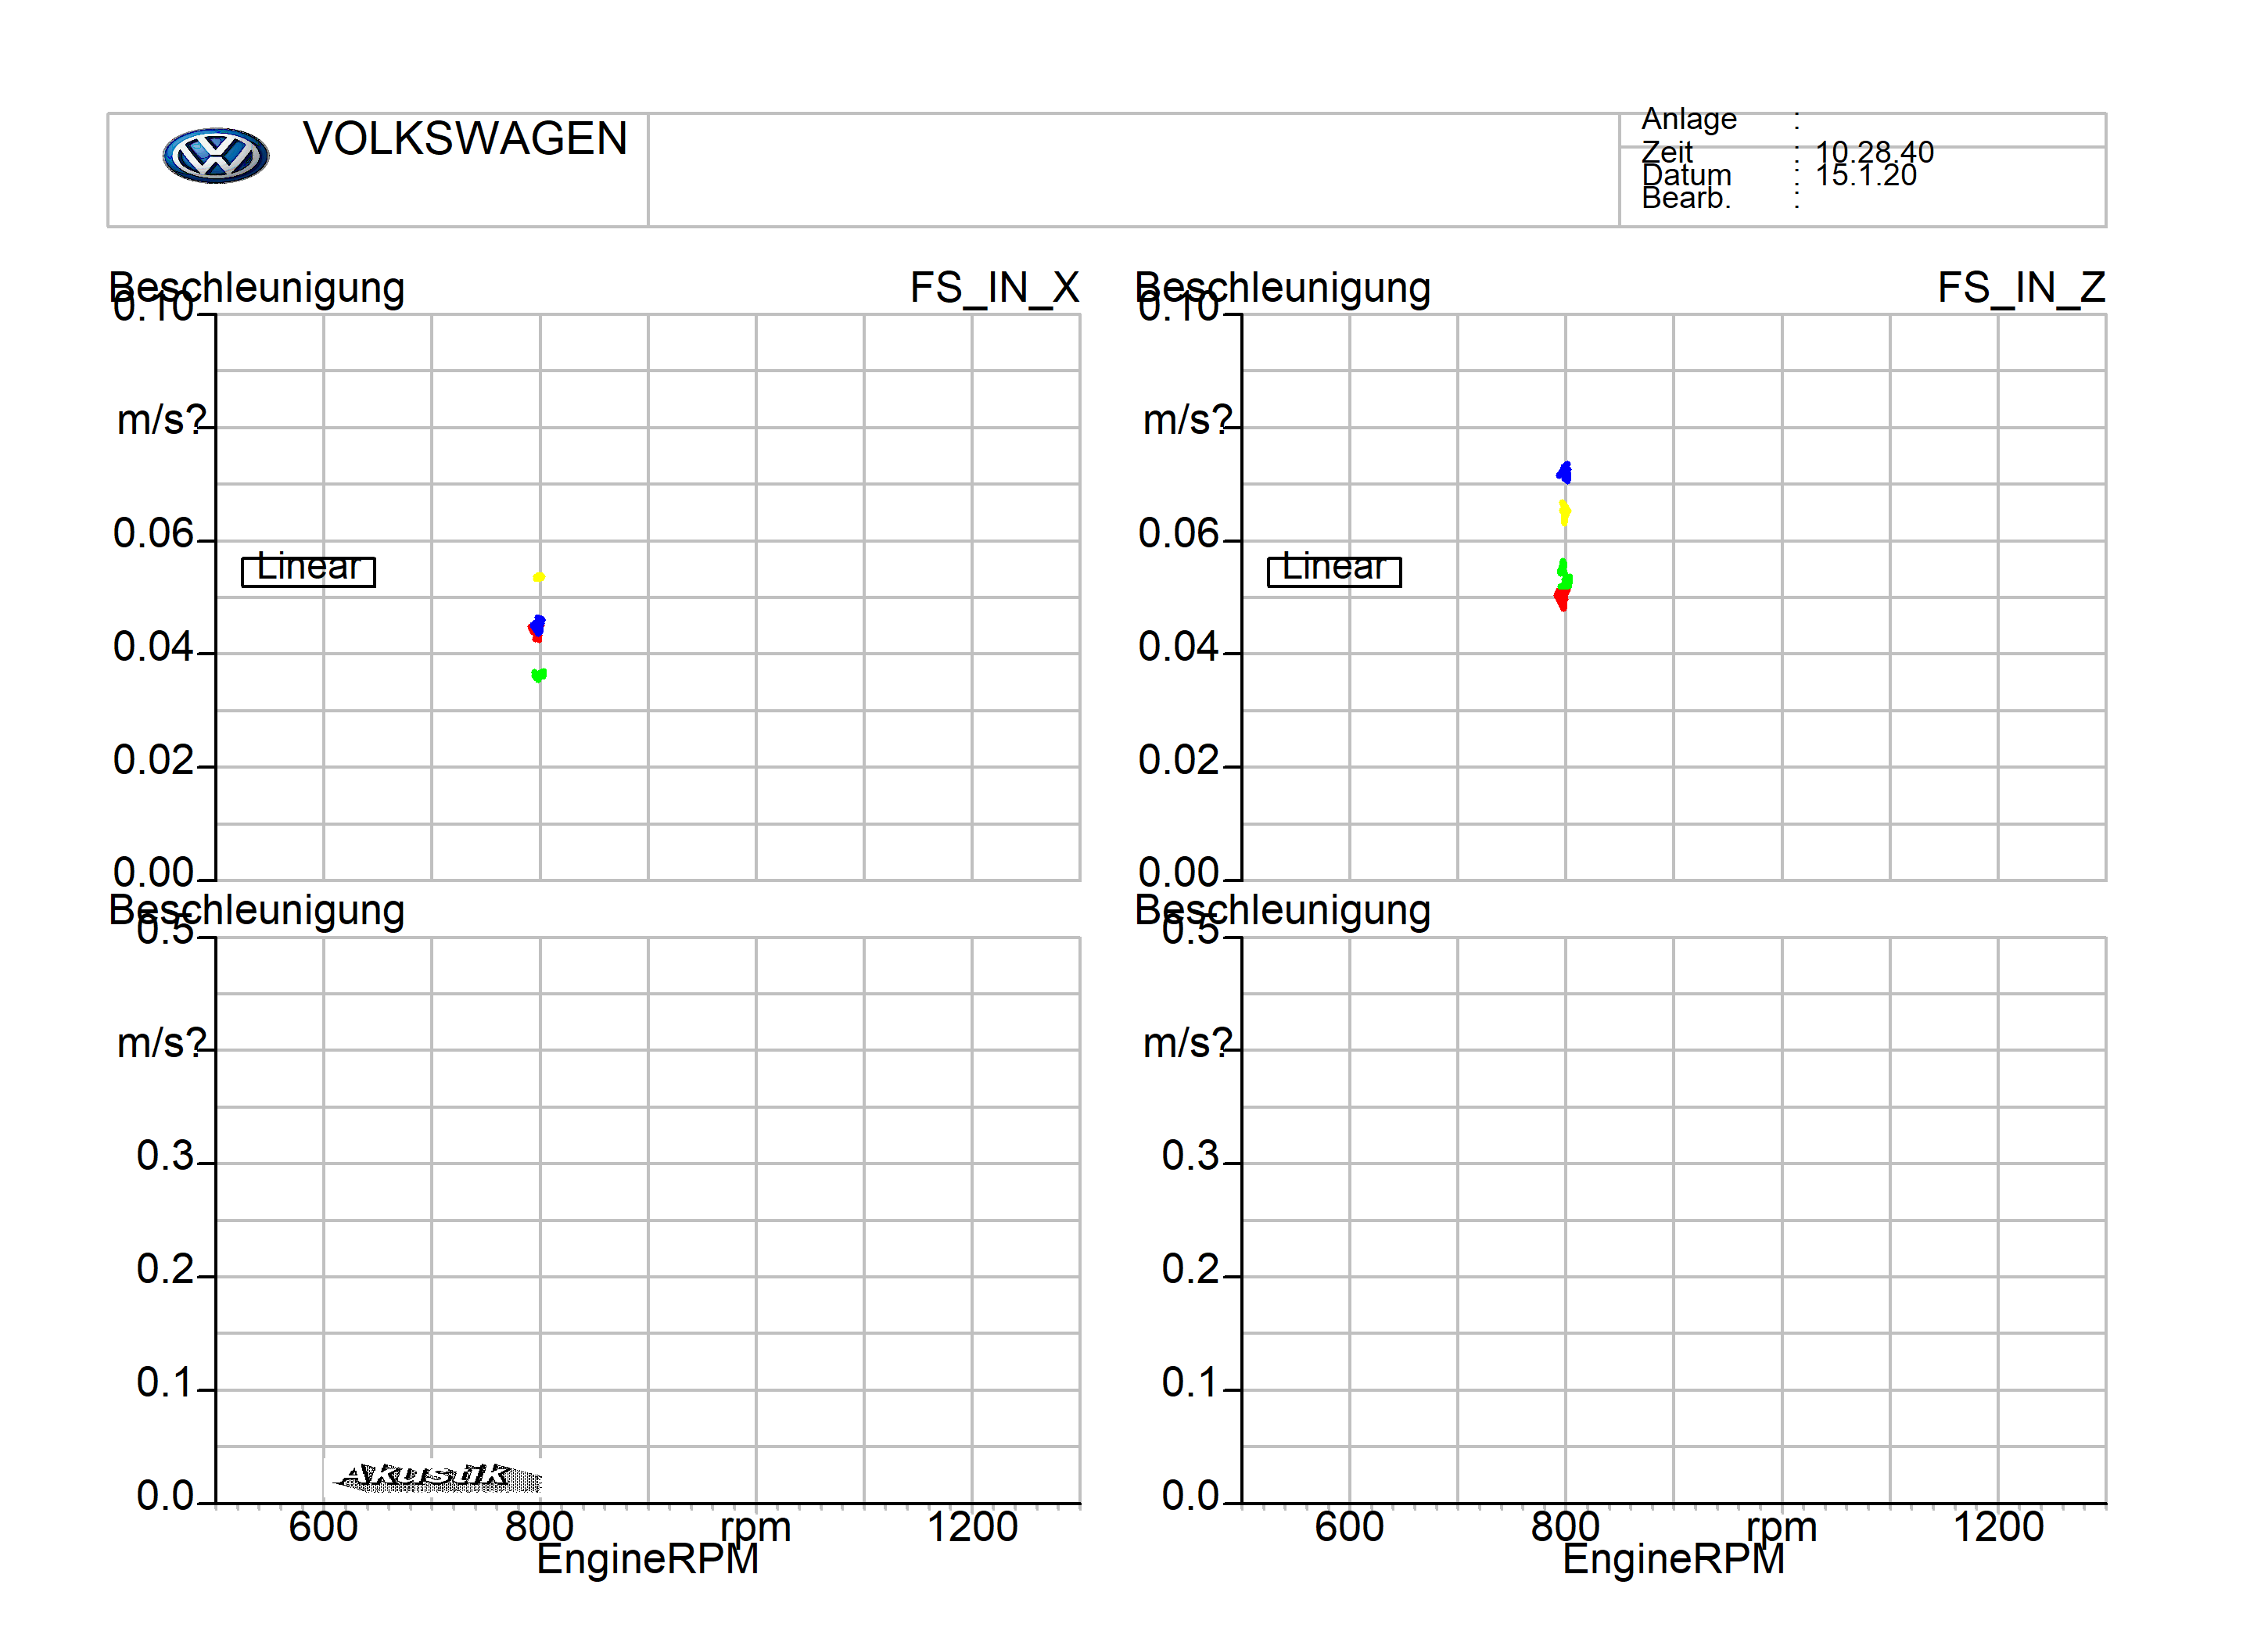 VOLKSWAGEN
Anlage :
Zeit : 10.28.40
Datum : 15.1.20
Bearb. :
Beschleunigung FS_IN_X
0.10
m/s?
0.06
Linear
0.04
0.02
0.00
Beschleunigung FS_IN_Z
0.10
m/s?
0.06
Linear
0.04
0.02
0.00
Beschleunigung
0.5
m/s?
0.3
0.2
0.1
0.0
Akustik
600 800 rpm 1200
EngineRPM
Beschleunigung
0.5
m/s?
0.3
0.2
0.1
0.0
600 800 rpm 1200
EngineRPM